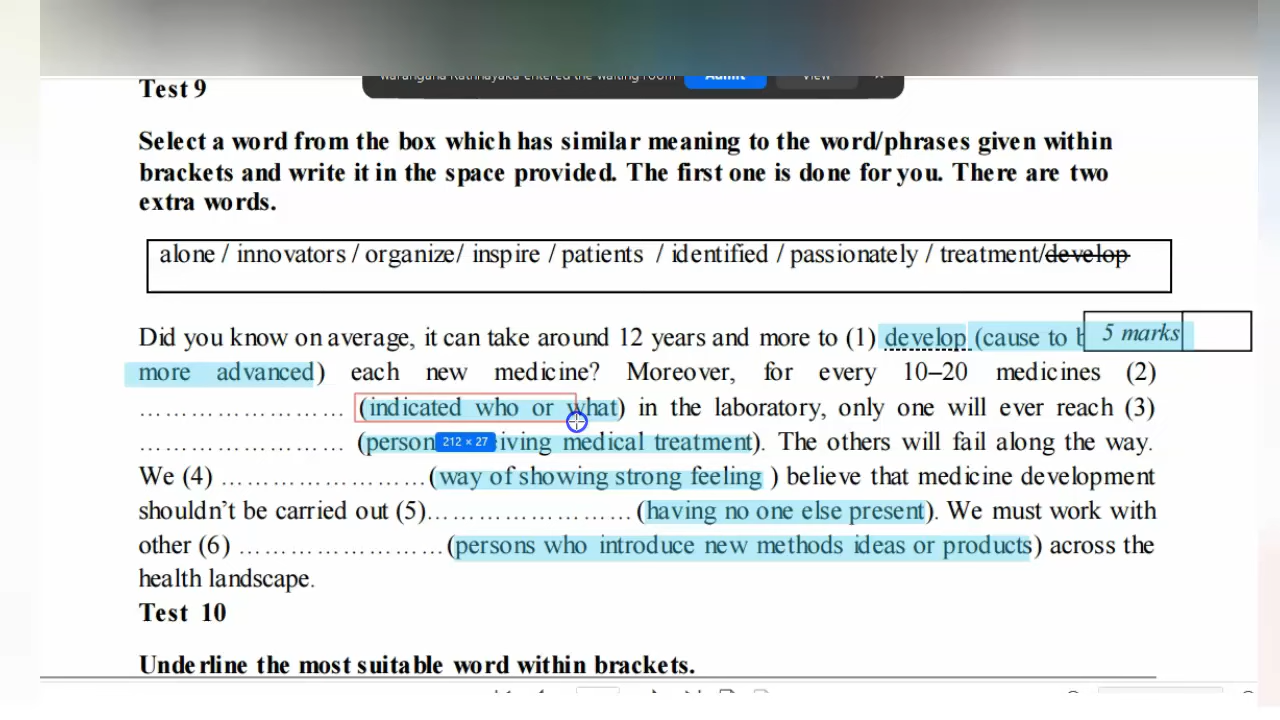 Test 9
Select a word from the box which has similar meaning to the word/phrases given within
brackets and write it in the space provided. The first one is done for you. There are two
extra words.
alone / innovators / organize/ inspire / patients / identified / passionately / treatment/develop
Did you know on average, it can take around 12 years and more to (1) develop (cause to b
5 marks
more advanced) each new medicine? Moreover, for every 10–20 medicines (2)
…………………… (indicated who or what) in the laboratory, only one will ever reach (3)
…………………… (person 212 × 27 iving medical treatment). The others will fail along the way.
We (4) ……………………(way of showing strong feeling ) believe that medicine development
shouldn't be carried out (5)…………………… (having no one else present). We must work with
other (6) ……………………(persons who introduce new methods ideas or products) across the
health landscape.
Test 10
Underline the most suitable word within brackets.